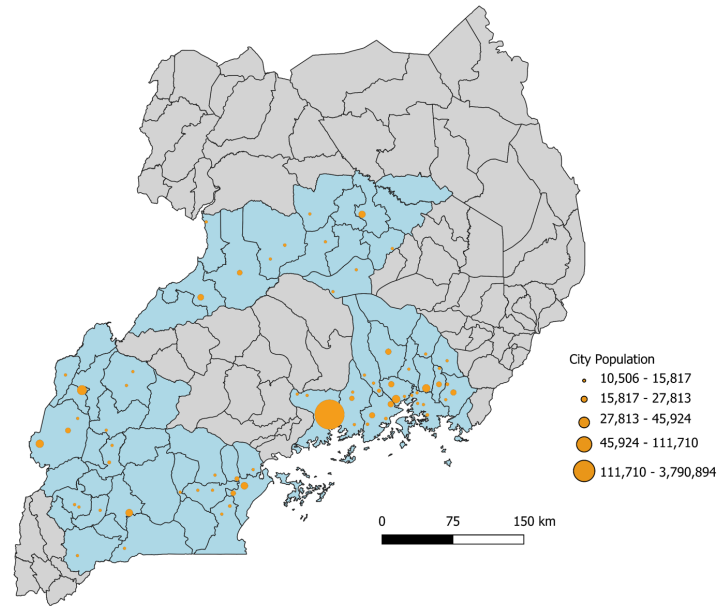 City Population
10,506 - 15,817
15,817 - 27,813
27,813 - 45,924
45,924 - 111,710
111,710 - 3,790,894
0 75 150 km